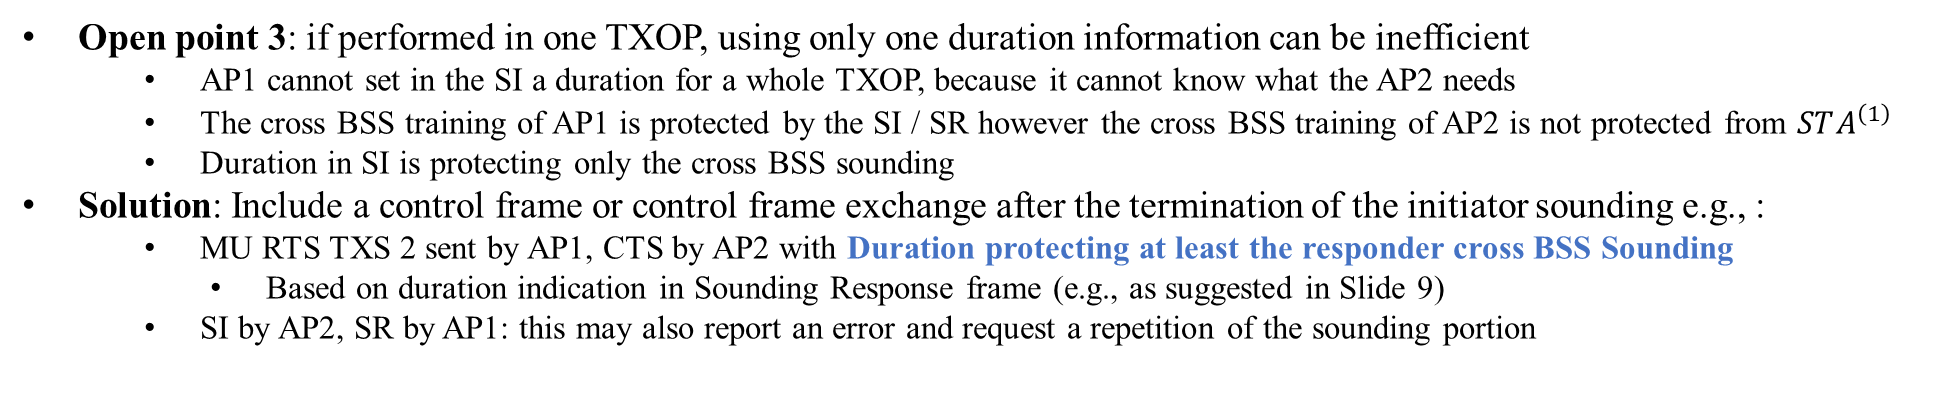 • Open point 3: if performed in one TXOP, using only one duration information can be inefficient
• AP1 cannot set in the SI a duration for a whole TXOP, because it cannot know what the AP2 needs
• The cross BSS training of AP1 is protected by the SI / SR however the cross BSS training of AP2 is not protected from STA⁽¹⁾
• Duration in SI is protecting only the cross BSS sounding
• Solution: Include a control frame or control frame exchange after the termination of the initiator sounding e.g., :
• MU RTS TXS 2 sent by AP1, CTS by AP2 with Duration protecting at least the responder cross BSS Sounding
• Based on duration indication in Sounding Response frame (e.g., as suggested in Slide 9)
• SI by AP2, SR by AP1: this may also report an error and request a repetition of the sounding portion